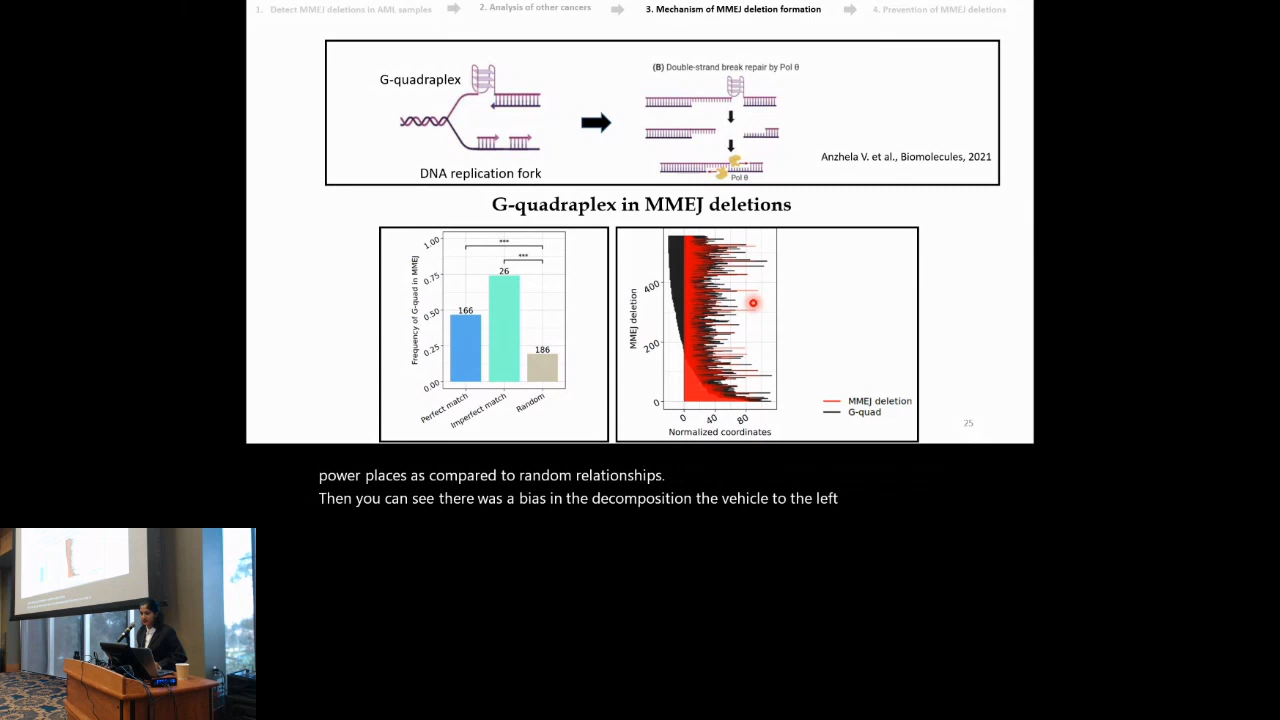 1. Detect MMEJ deletions in AML samples
2. Analysis of other cancers
3. Mechanism of MMEJ deletion formation
4. Prevention of MMEJ deletions
G-quadraplex
DNA replication fork
(B) Double-strand break repair by Pol θ
Pol θ
Anzhela V. et al., Biomolecules, 2021
G-quadraplex in MMEJ deletions
Frequency of G-quad in MMEJ
1.00
0.75
0.50
0.25
0.00
***
***
166
26
186
Perfect match
Imperfect match
Random
MMEJ deletion
400
200
0
0
40
80
Normalized coordinates
MMEJ deletion
G-quad
25
power places as compared to random relationships.
Then you can see there was a bias in the decomposition the vehicle to the left